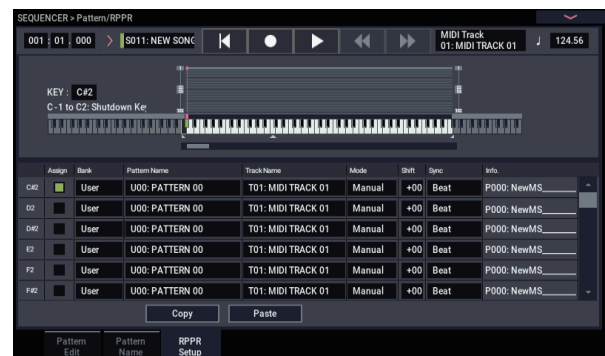 SEQUENCER > Pattern/RPPR
001 : 01 . 000 S011: NEW SONG MIDI Track 01: MIDI TRACK 01 ♩ 124.56
KEY : C#2
C -1 to C2: Shutdown Key
Assign Bank Pattern Name Track Name Mode Shift Sync Info.
C#2 User U00: PATTERN 00 T01: MIDI TRACK 01 Manual +00 Beat P000: NewMS______
D2 User U00: PATTERN 00 T01: MIDI TRACK 01 Manual +00 Beat P000: NewMS______
D#2 User U00: PATTERN 00 T01: MIDI TRACK 01 Manual +00 Beat P000: NewMS______
E2 User U00: PATTERN 00 T01: MIDI TRACK 01 Manual +00 Beat P000: NewMS______
F2 User U00: PATTERN 00 T01: MIDI TRACK 01 Manual +00 Beat P000: NewMS______
F#2 User U00: PATTERN 00 T01: MIDI TRACK 01 Manual +00 Beat P000: NewMS______
Copy Paste
Pattern Edit Pattern Name RPPR Setup